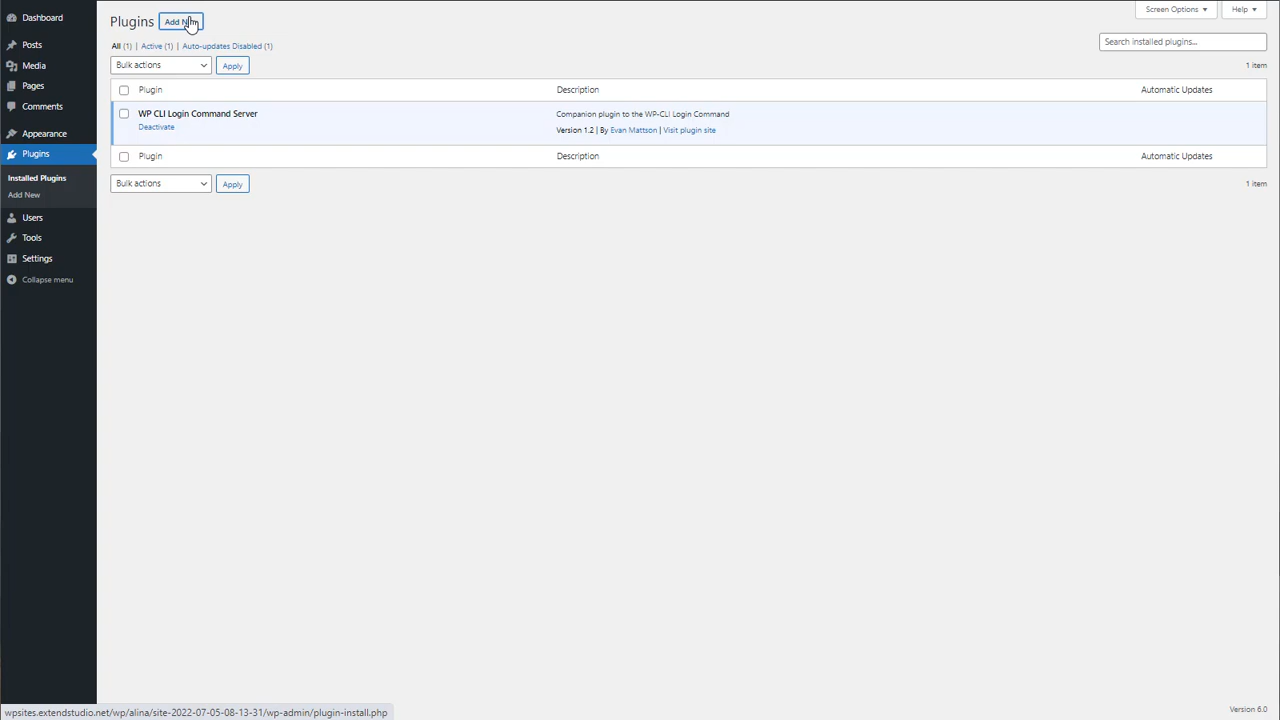 Dashboard
Posts
Media
Pages
Comments
Appearance
Plugins
Installed Plugins
Add New
Users
Tools
Settings
Collapse menu
Screen Options
Help
Plugins
Add New
All (1) | Active (1) | Auto-updates Disabled (1)
Search installed plugins...
Bulk actions
Apply
1 item
Plugin
Description
Automatic Updates
WP CLI Login Command Server
Deactivate
Companion plugin to the WP-CLI Login Command
Version 1.2 | By Evan Mattson | Visit plugin site
Plugin
Description
Automatic Updates
Bulk actions
Apply
1 item
wpsites.extendstudio.net/wp/alina/site-2022-07-05-08-13-31/wp-admin/plugin-install.php
Version 6.0